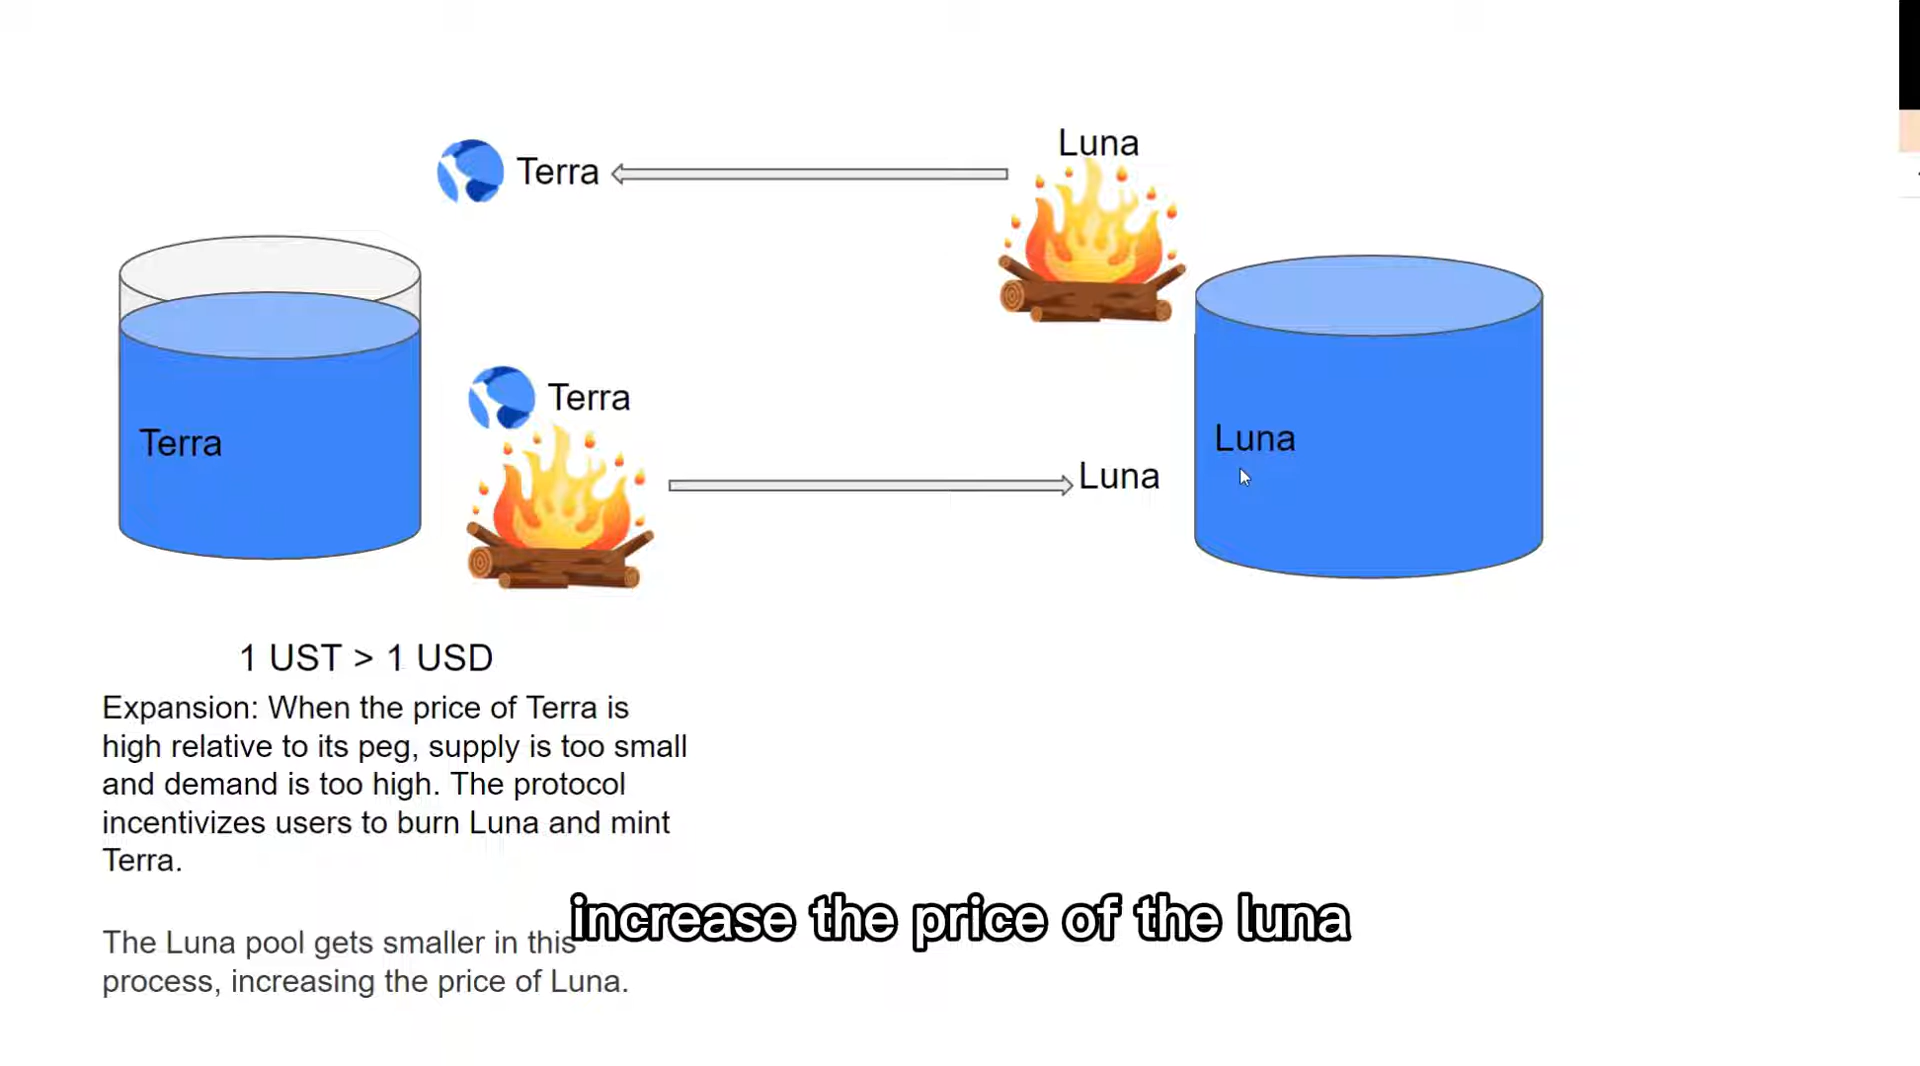 Luna
Terra
Terra
Terra
Luna
Luna
1 UST > 1 USD
Expansion: When the price of Terra is
high relative to its peg, supply is too small
and demand is too high. The protocol
incentivizes users to burn Luna and mint
Terra.
increase the price of the luna
The Luna pool gets smaller in this
process, increasing the price of Luna.